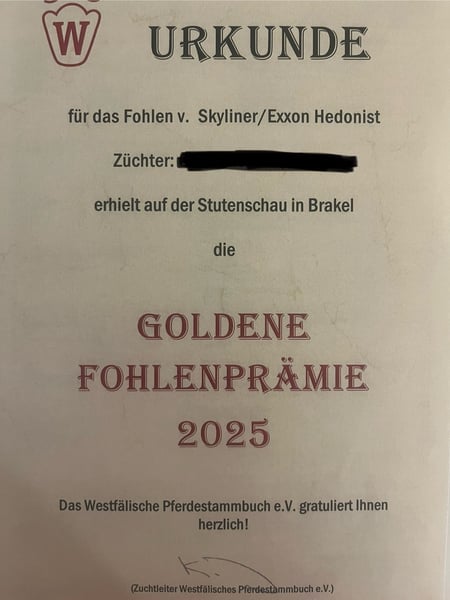 W
URKUNDE
für das Fohlen v. Skyliner/Exxon Hedonist
Züchter:
erhielt auf der Stutenschau in Brakel
die
GOLDENE
FOHLENPRÄMIE
2025
Das Westfälische Pferdestammbuch e.V. gratuliert Ihnen
herzlich!
(Zuchtleiter Westfälisches Pferdestammbuch e.V.)